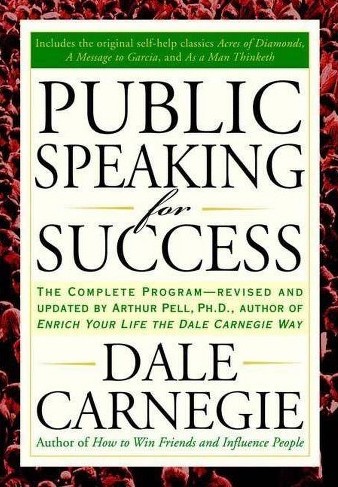 Includes the original self-help classics Acres of Diamonds,
A Message to Garcia, and As a Man Thinketh
PUBLIC
SPEAKING
for
SUCCESS
THE COMPLETE PROGRAM—REVISED AND
UPDATED BY ARTHUR PELL, PH.D., AUTHOR OF
ENRICH YOUR LIFE THE DALE CARNEGIE WAY
DALE
CARNEGIE
Author of How to Win Friends and Influence People